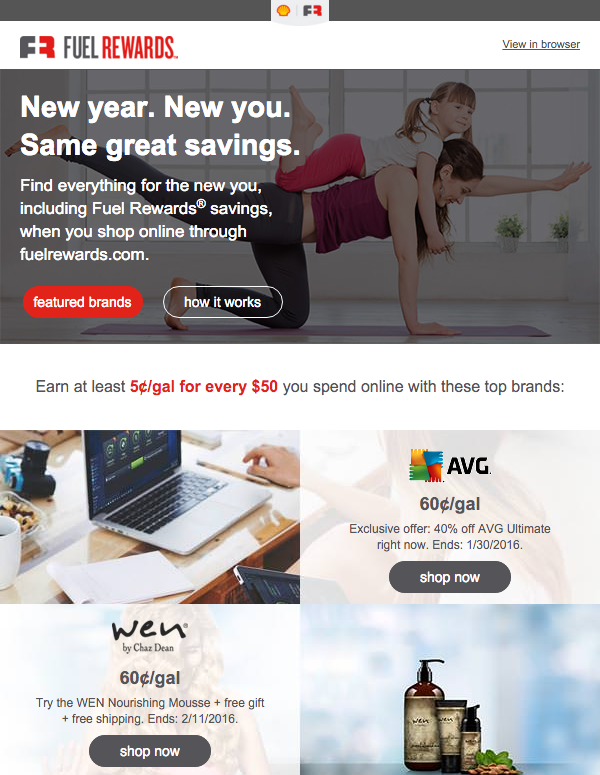 FR
FR FUEL REWARDS™
View in browser
New year. New you.
Same great savings.
Find everything for the new you,
including Fuel Rewards® savings,
when you shop online through
fuelrewards.com.
featured brands
how it works
Earn at least 5¢/gal for every $50 you spend online with these top brands:
AVG.
60¢/gal
Exclusive offer: 40% off AVG Ultimate
right now. Ends: 1/30/2016.
shop now
wen®
by Chaz Dean
60¢/gal
Try the WEN Nourishing Mousse + free gift
+ free shipping. Ends: 2/11/2016.
shop now
wen
wen
wen